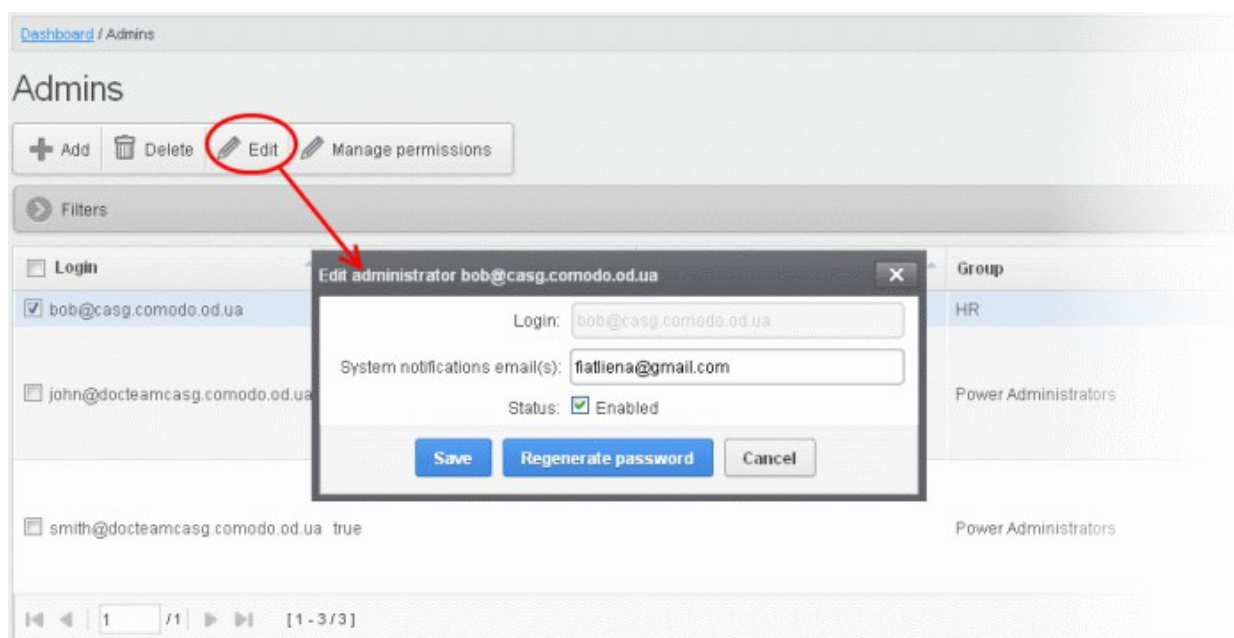 Dashboard / Admins
Admins
Add Delete Edit Manage permissions
Filters
Login Group
Edit administrator bob@casg.comodo.od.ua
bob@casg.comodo.od.ua HR
Login: bob@casg.comodo.od.ua
System notifications email(s): fiatliena@gmail.com
john@docteamcasg.comodo.od.ua Power Administrators
Status: Enabled
Save Regenerate password Cancel
smith@docteamcasg.comodo.od.ua true Power Administrators
1 /1 [1 - 3 / 3]